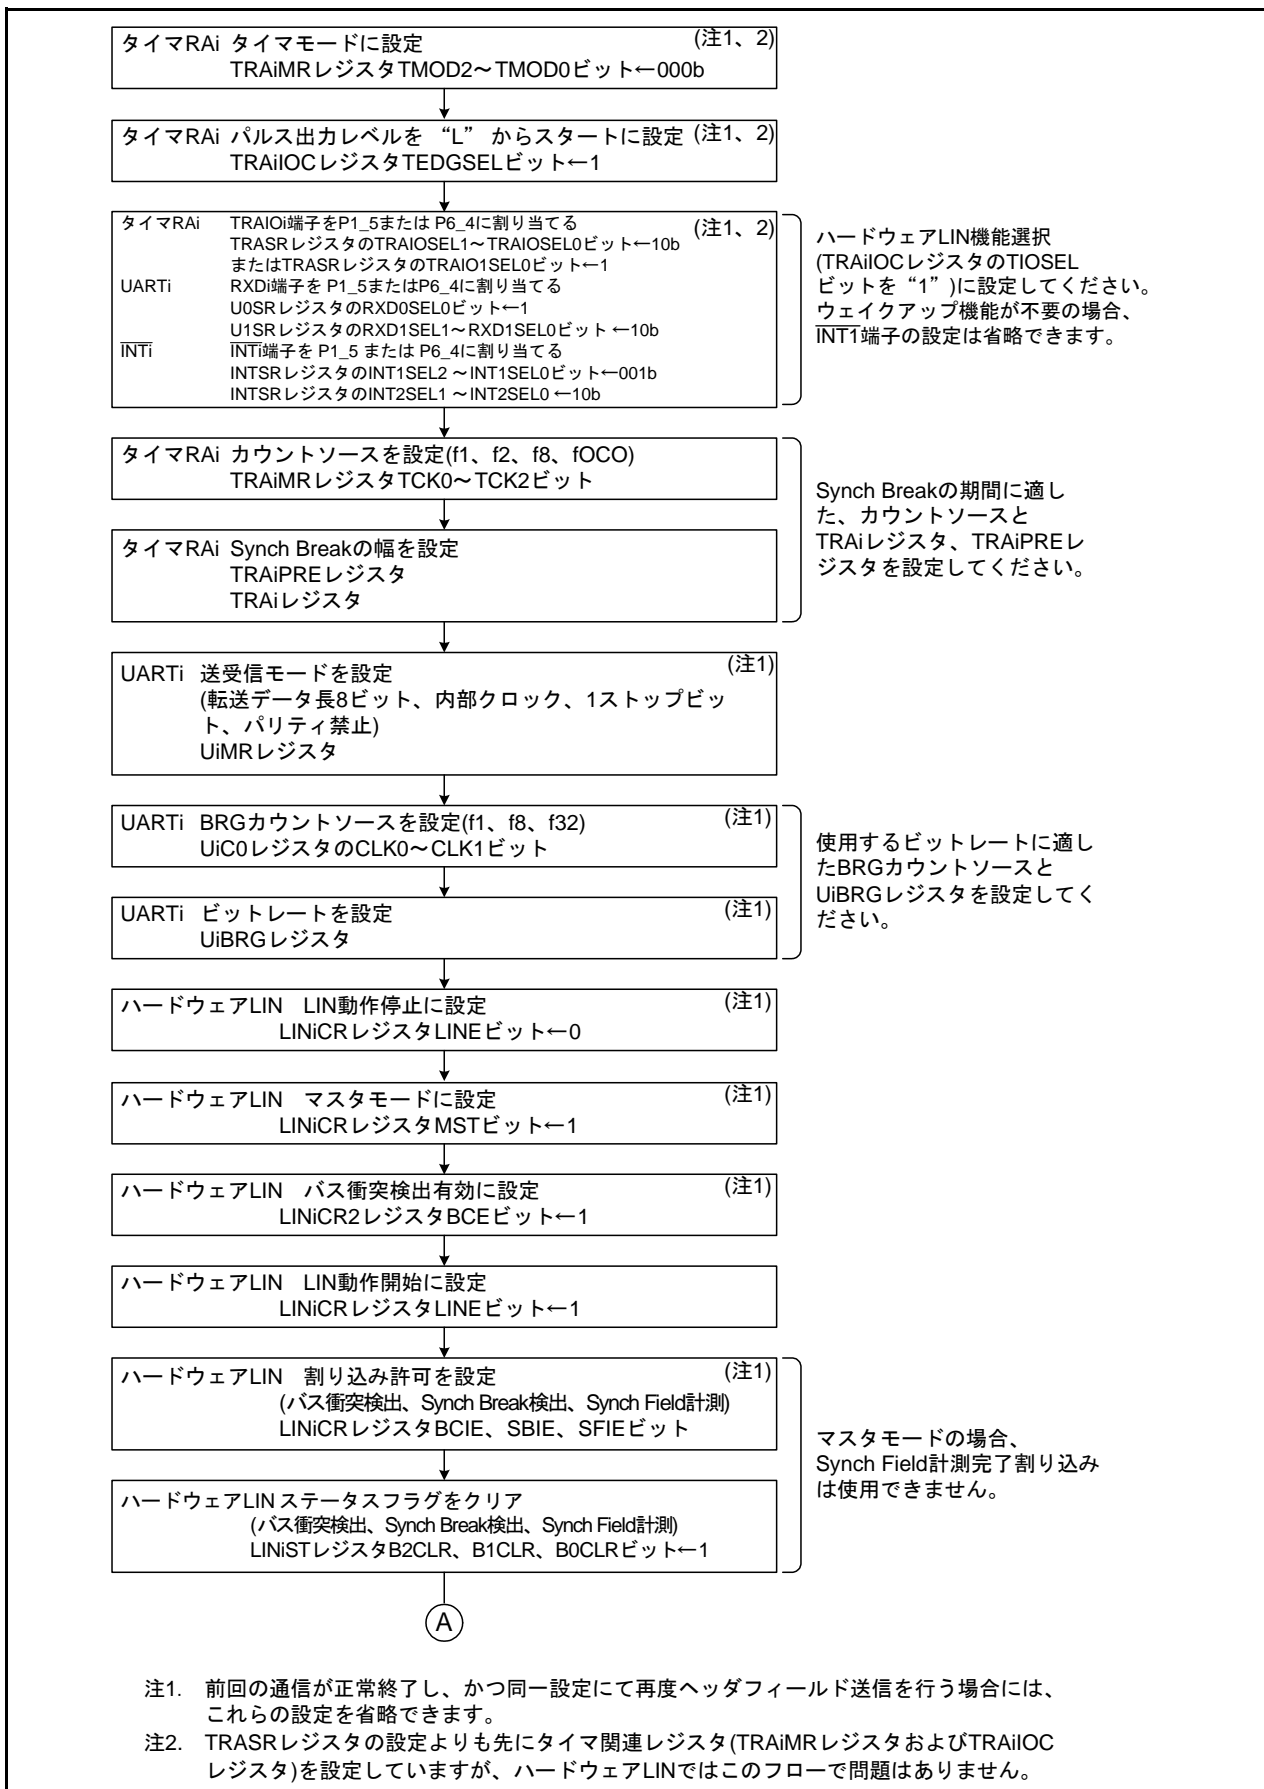 タイマRAi タイマモードに設定 (注1、2)
TRAiMRレジスタTMOD2～TMOD0ビット←000b
タイマRAi パルス出力レベルを “L” からスタートに設定 (注1、2)
TRAiIOCレジスタTEDGSELビット←1
タイマRAi TRAIOi端子をP1_5または P6_4に割り当てる (注1、2)
TRASRレジスタのTRAIOSEL1～TRAIOSEL0ビット←10b
またはTRASRレジスタのTRAIO1SEL0ビット←1
UARTi RXDi端子を P1_5またはP6_4に割り当てる
U0SRレジスタのRXD0SEL0ビット←1
U1SRレジスタのRXD1SEL1～RXD1SEL0ビット ←10b
INTi INTi端子を P1_5 または P6_4に割り当てる
INTSRレジスタのINT1SEL2 ～INT1SEL0ビット←001b
INTSRレジスタのINT2SEL1 ～INT2SEL0 ←10b
ハードウェアLIN機能選択
(TRAiIOCレジスタのTIOSEL
ビットを“1”)に設定してください。
ウェイクアップ機能が不要の場合、
INT1端子の設定は省略できます。
タイマRAi カウントソースを設定(f1、f2、f8、fOCO)
TRAiMRレジスタTCK0～TCK2ビット
タイマRAi Synch Breakの幅を設定
TRAiPREレジスタ
TRAiレジスタ
Synch Breakの期間に適し
た、カウントソースと
TRAiレジスタ、TRAiPREレ
ジスタを設定してください。
UARTi 送受信モードを設定 (注1)
(転送データ長8ビット、内部クロック、1ストップビッ
ト、パリティ禁止)
UiMRレジスタ
UARTi BRGカウントソースを設定(f1、f8、f32) (注1)
UiC0レジスタのCLK0～CLK1ビット
UARTi ビットレートを設定 (注1)
UiBRGレジスタ
使用するビットレートに適し
たBRGカウントソースと
UiBRGレジスタを設定してく
ださい。
ハードウェアLIN LIN動作停止に設定 (注1)
LINiCRレジスタLINEビット←0
ハードウェアLIN マスタモードに設定 (注1)
LINiCRレジスタMSTビット←1
ハードウェアLIN バス衝突検出有効に設定 (注1)
LINiCR2レジスタBCEビット←1
ハードウェアLIN LIN動作開始に設定
LINiCRレジスタLINEビット←1
ハードウェアLIN 割り込み許可を設定 (注1)
(バス衝突検出、Synch Break検出、Synch Field計測)
LINiCRレジスタBCIE、SBIE、SFIEビット
ハードウェアLIN ステータスフラグをクリア
(バス衝突検出、Synch Break検出、Synch Field計測)
LINiSTレジスタB2CLR、B1CLR、B0CLRビット←1
マスタモードの場合、
Synch Field計測完了割り込み
は使用できません。
A
注1. 前回の通信が正常終了し、かつ同一設定にて再度ヘッダフィールド送信を行う場合には、
これらの設定を省略できます。
注2. TRASRレジスタの設定よりも先にタイマ関連レジスタ(TRAiMRレジスタおよびTRAiIOC
レジスタ)を設定していますが、ハードウェアLINではこのフローで問題はありません。